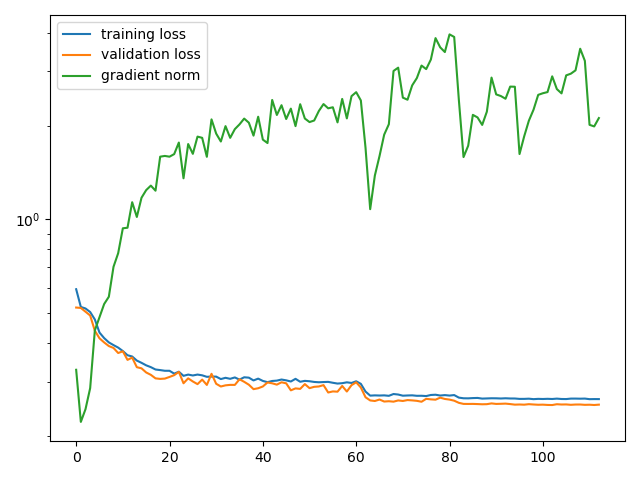 training loss
validation loss
gradient norm
10⁰
0 20 40 60 80 100